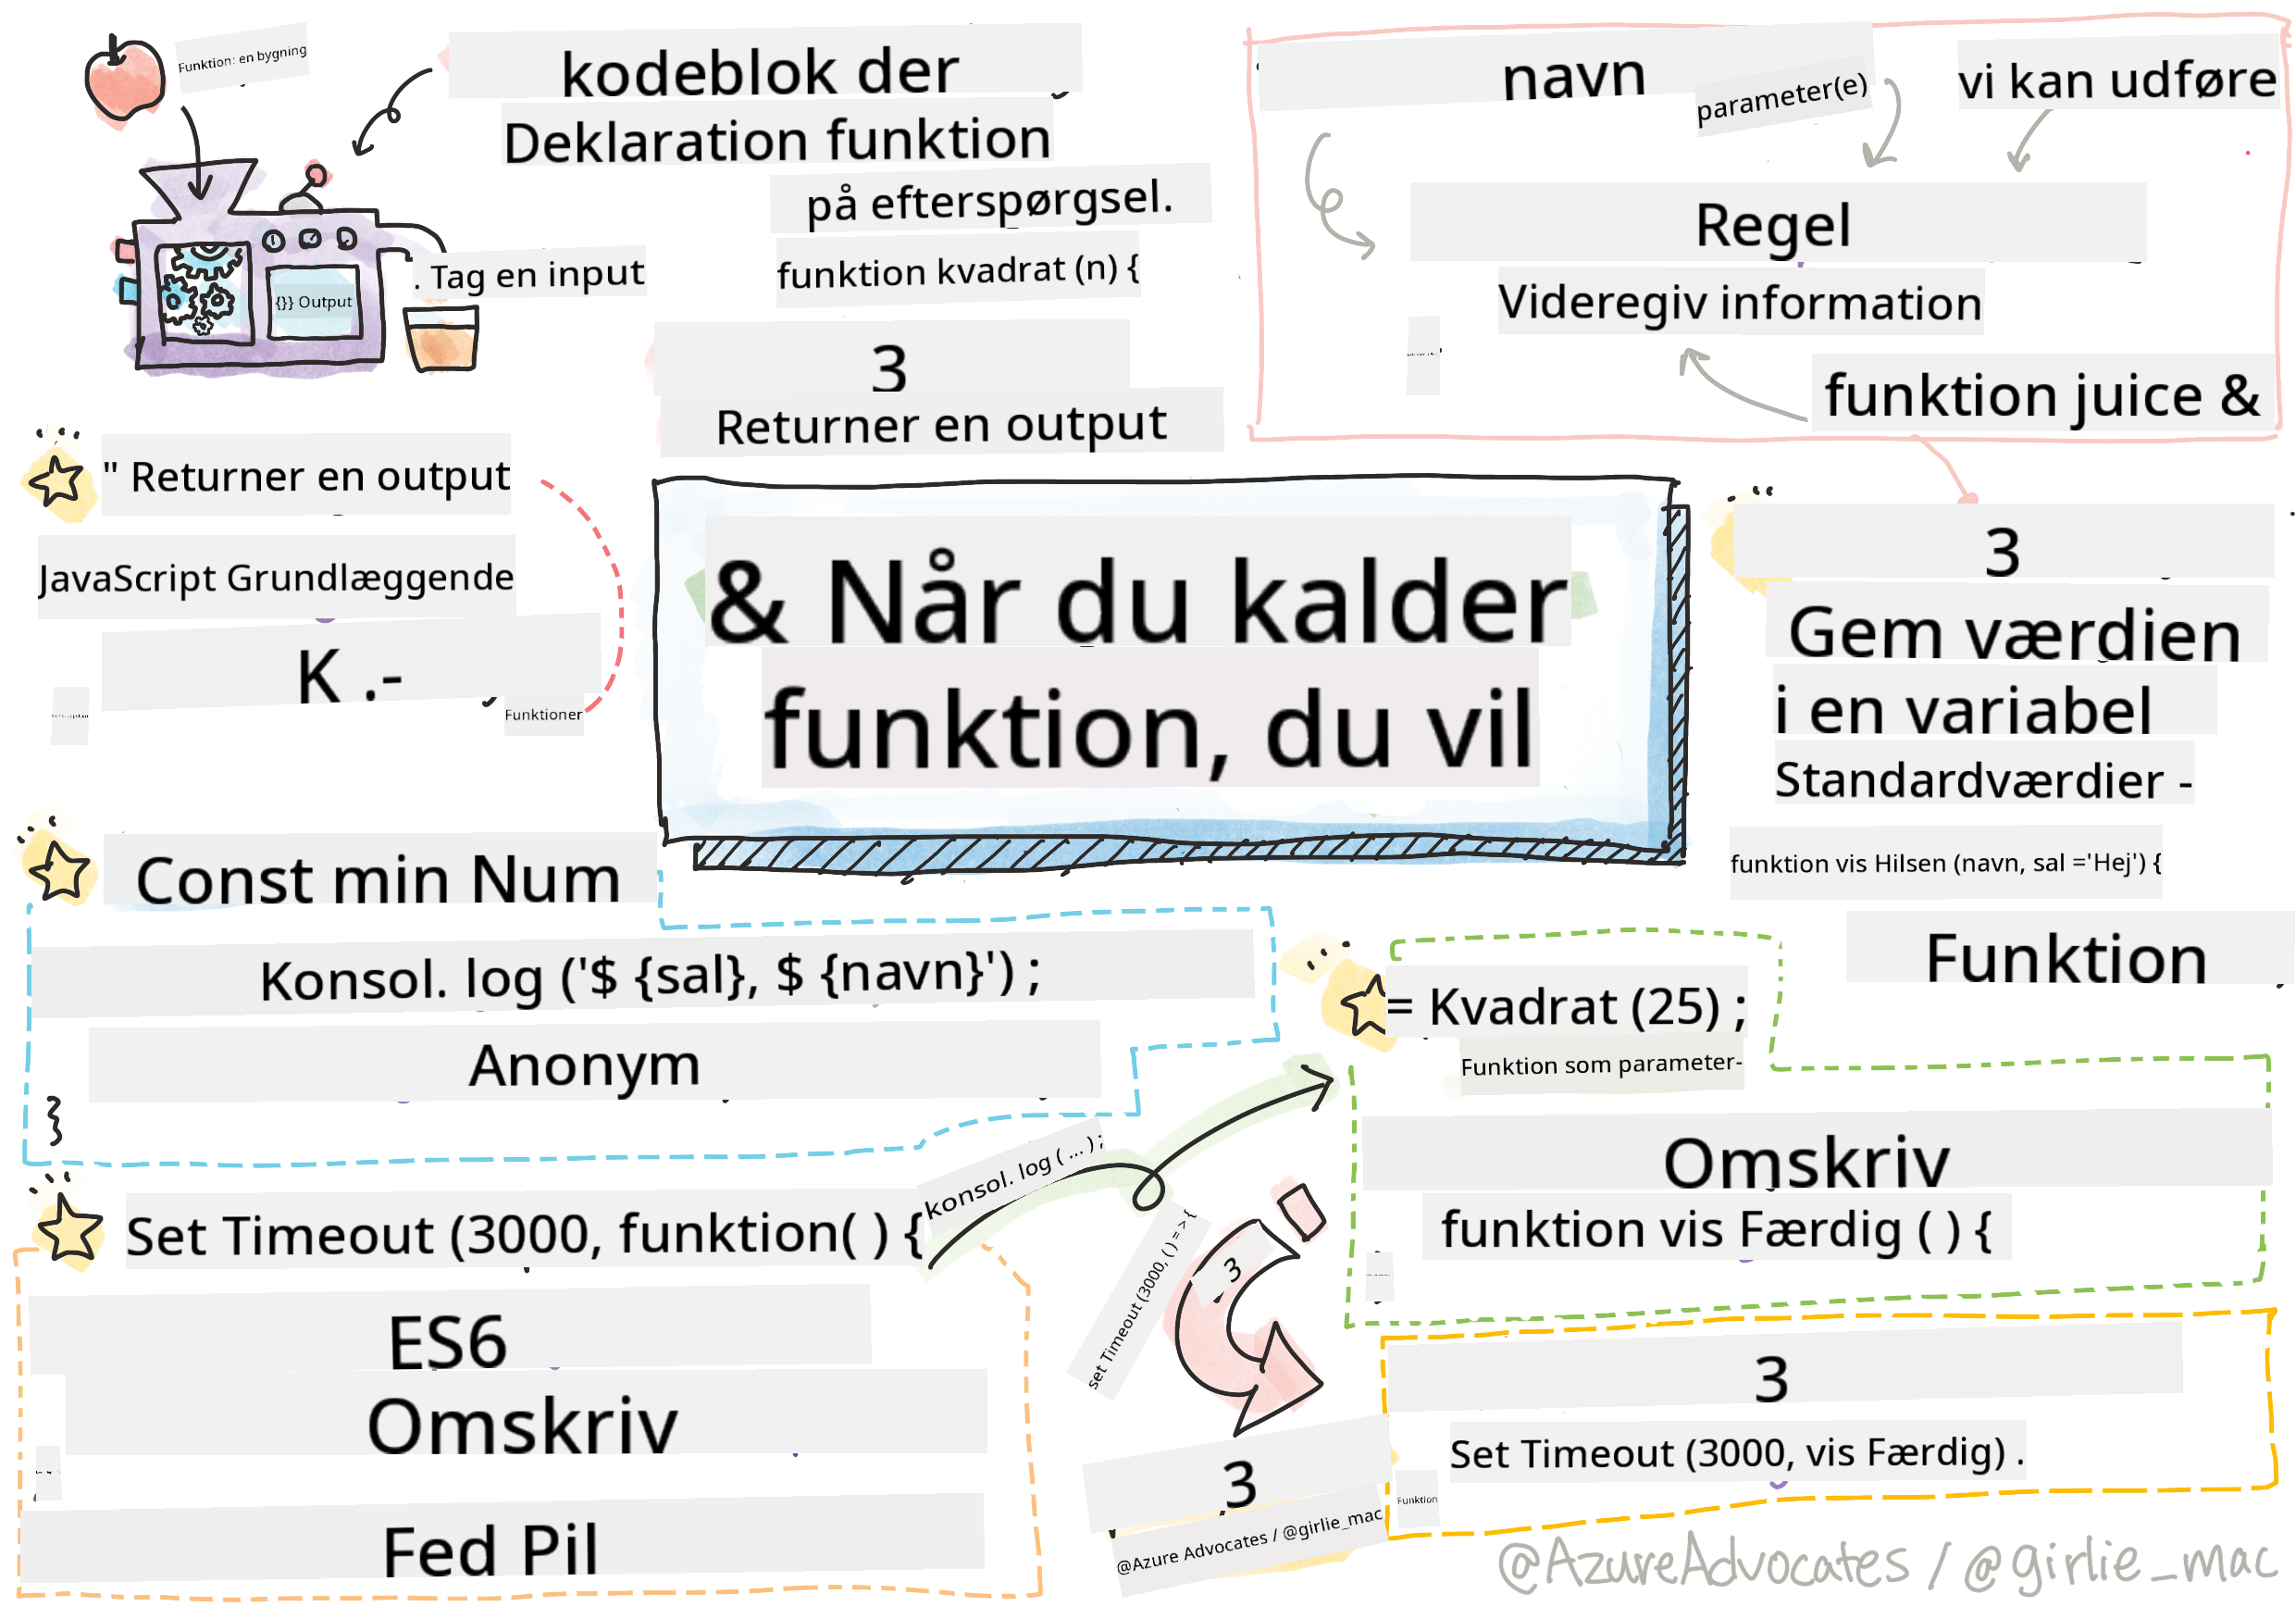 Funktion: en bygning
kodeblok der
Deklaration funktion
på efterspørgsel.
. Tag en input
funktion kvadrat (n) {
{}} Output
3
Returner en output
navn
parameter(e)
vi kan udføre
Regel
Videregiv information
funktion juice &
" Returner en output
JavaScript Grundlæggende
K .-
Funktioner
& Når du kalder
funktion, du vil
3
Gem værdien
i en variabel
Standardværdier -
funktion vis Hilsen (navn, sal ='Hej') {
Funktion
Const min Num
Konsol. log ('$ {sal}, $ {navn}') ;
Anonym
= Kvadrat (25) ;
Funktion som parameter-
Omskriv
funktion vis Færdig ( ) {
Set Timeout (3000, funktion( ) {
konsol. log ( ... ) ;
set Timeout (3000, ( ) = > {
3
ES6
Omskriv
Fed Pil
3
@Azure Advocates / @girlie_mac
3
Set Timeout (3000, vis Færdig) .
Funktion
@AzureAdvocates / @girlie_mac